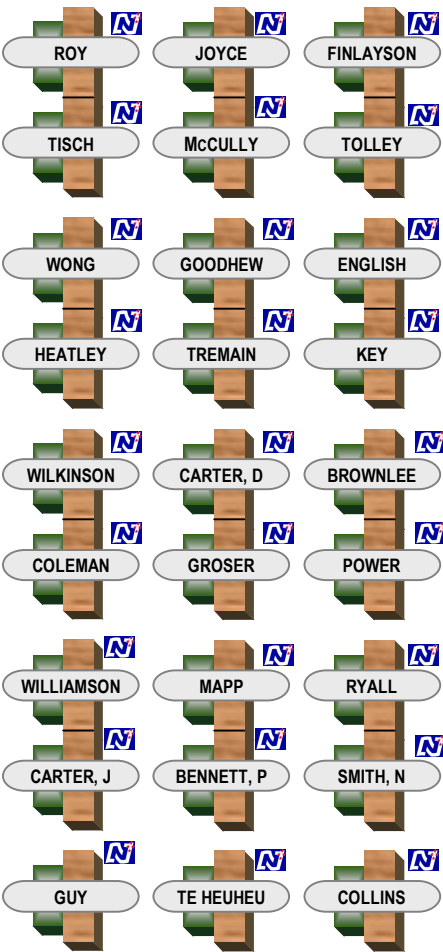 ROY JOYCE FINLAYSON
TISCH McCULLY TOLLEY
WONG GOODHEW ENGLISH
HEATLEY TREMAIN KEY
WILKINSON CARTER, D BROWNLEE
COLEMAN GROSER POWER
WILLIAMSON MAPP RYALL
CARTER, J BENNETT, P SMITH, N
GUY TE HEUHEU COLLINS